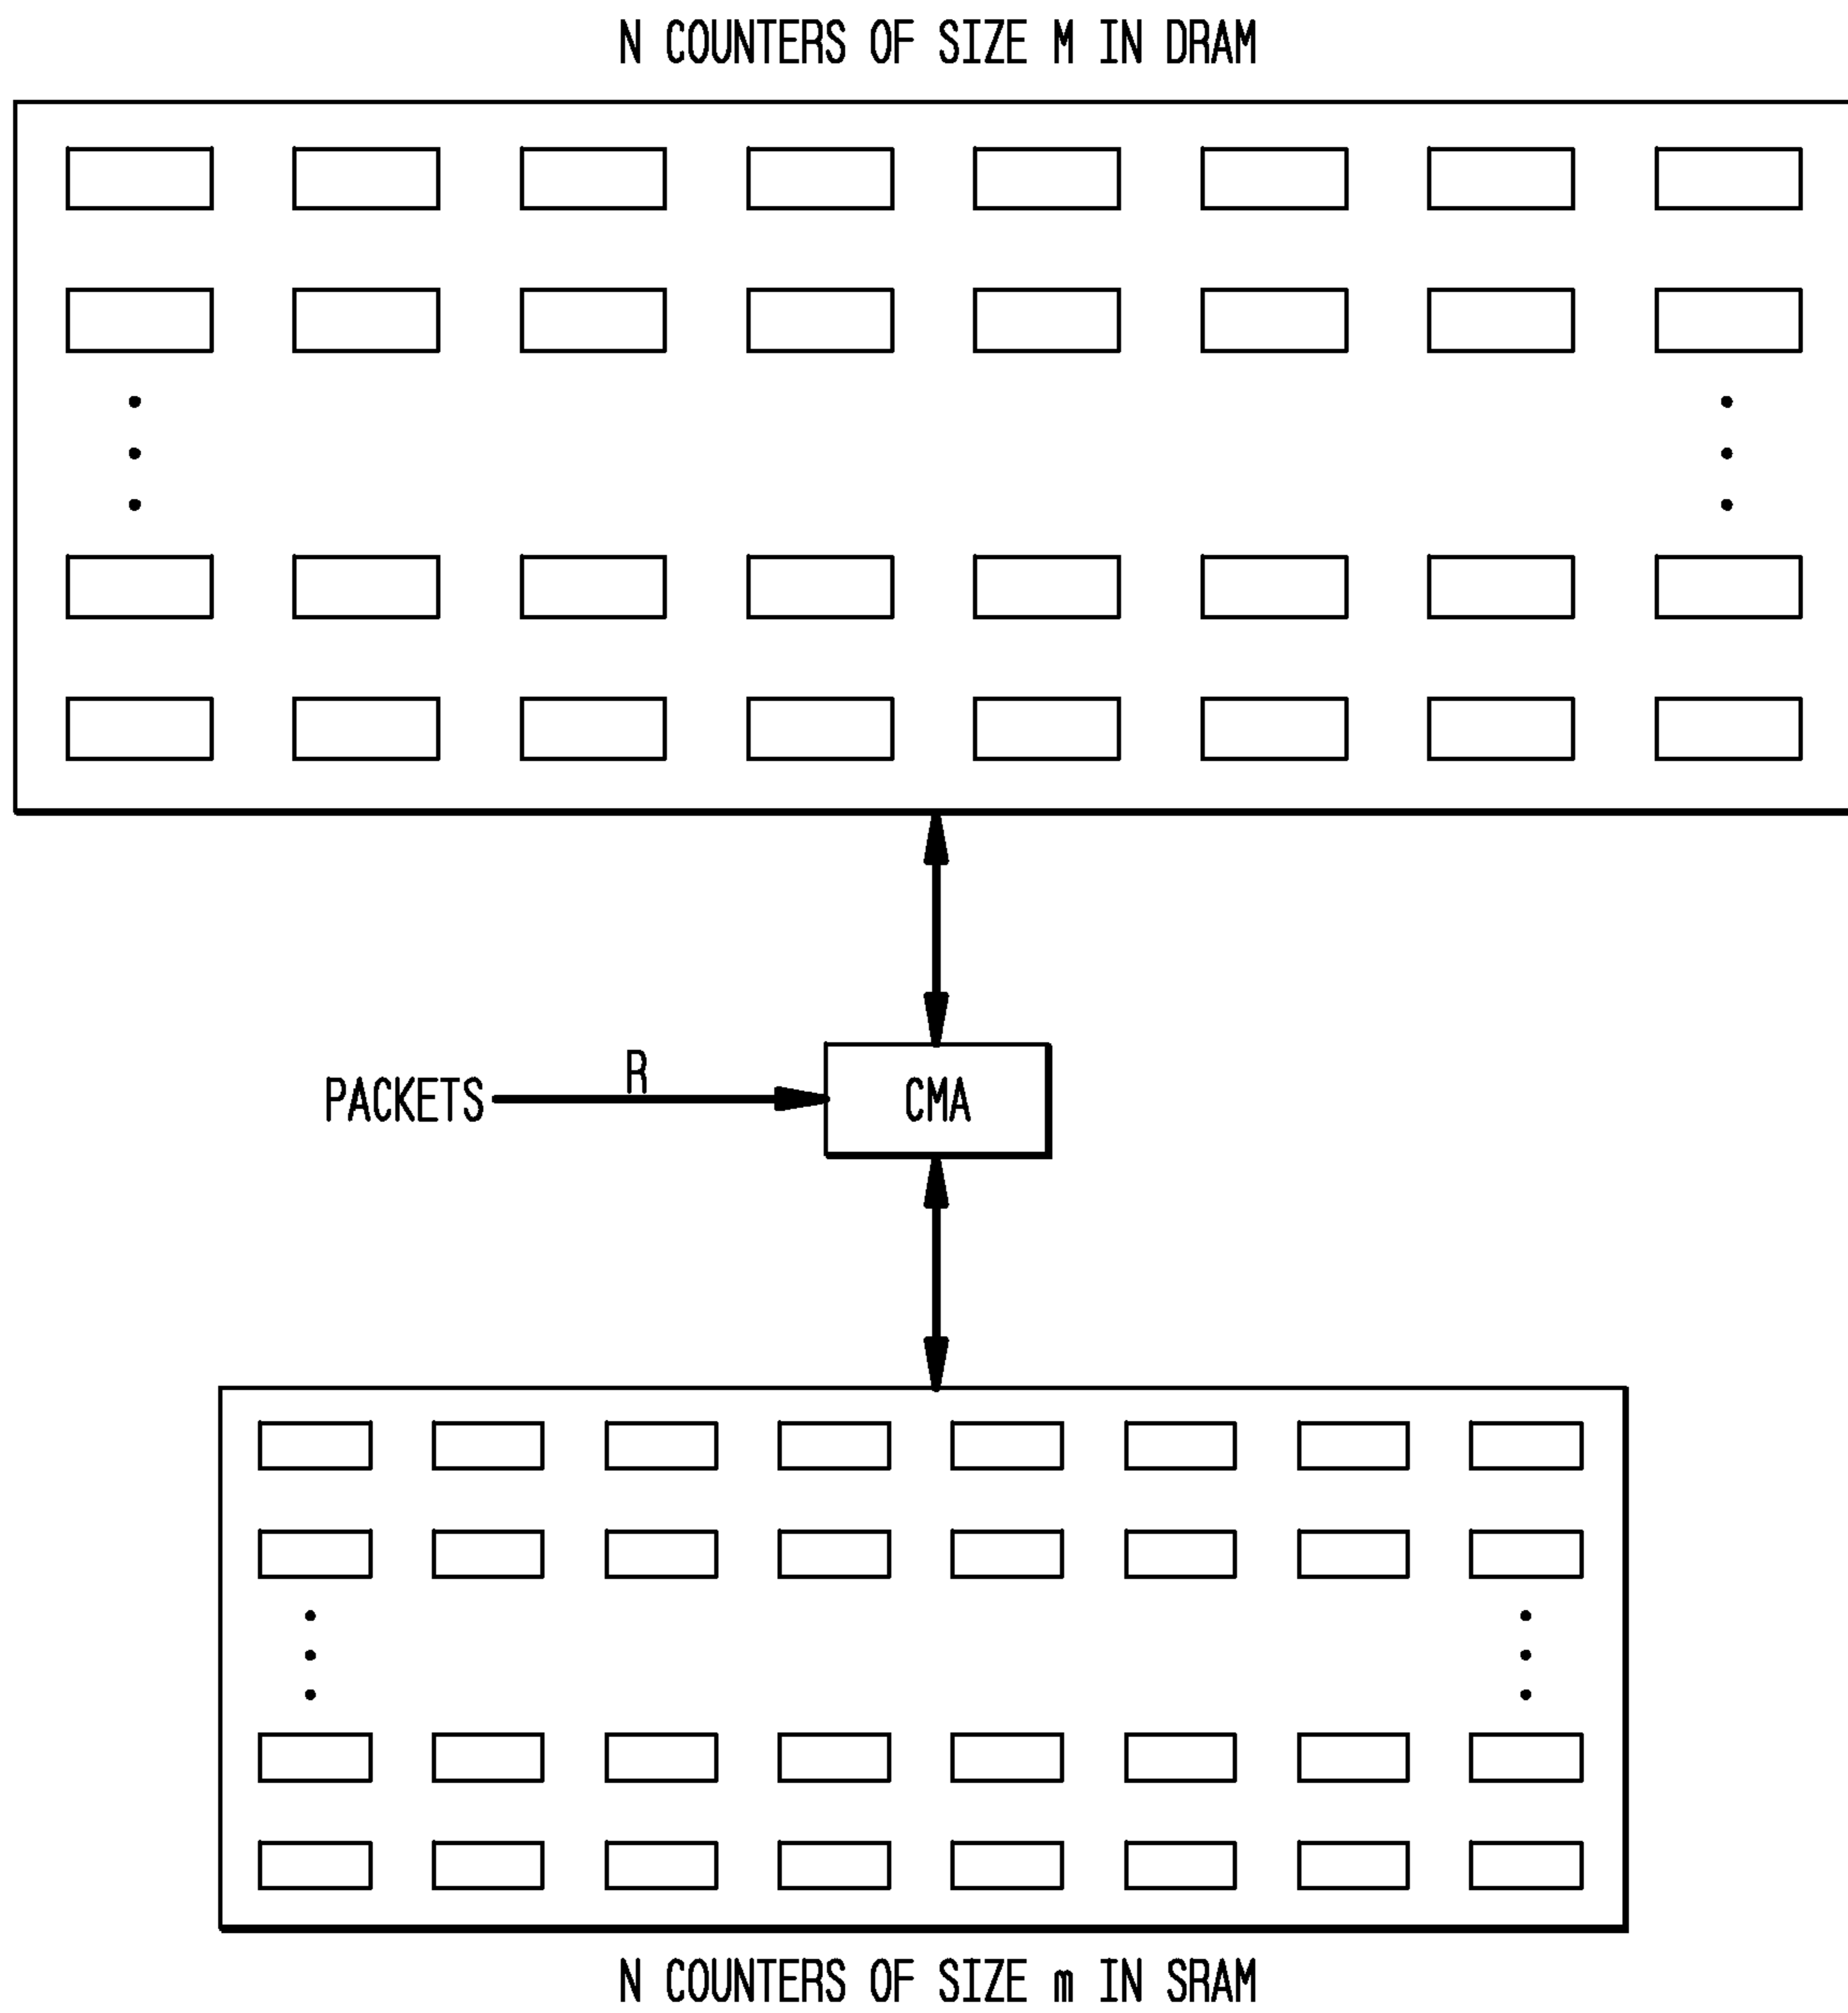 N COUNTERS OF SIZE M IN DRAM
R
PACKETS
CMA
N COUNTERS OF SIZE m IN SRAM